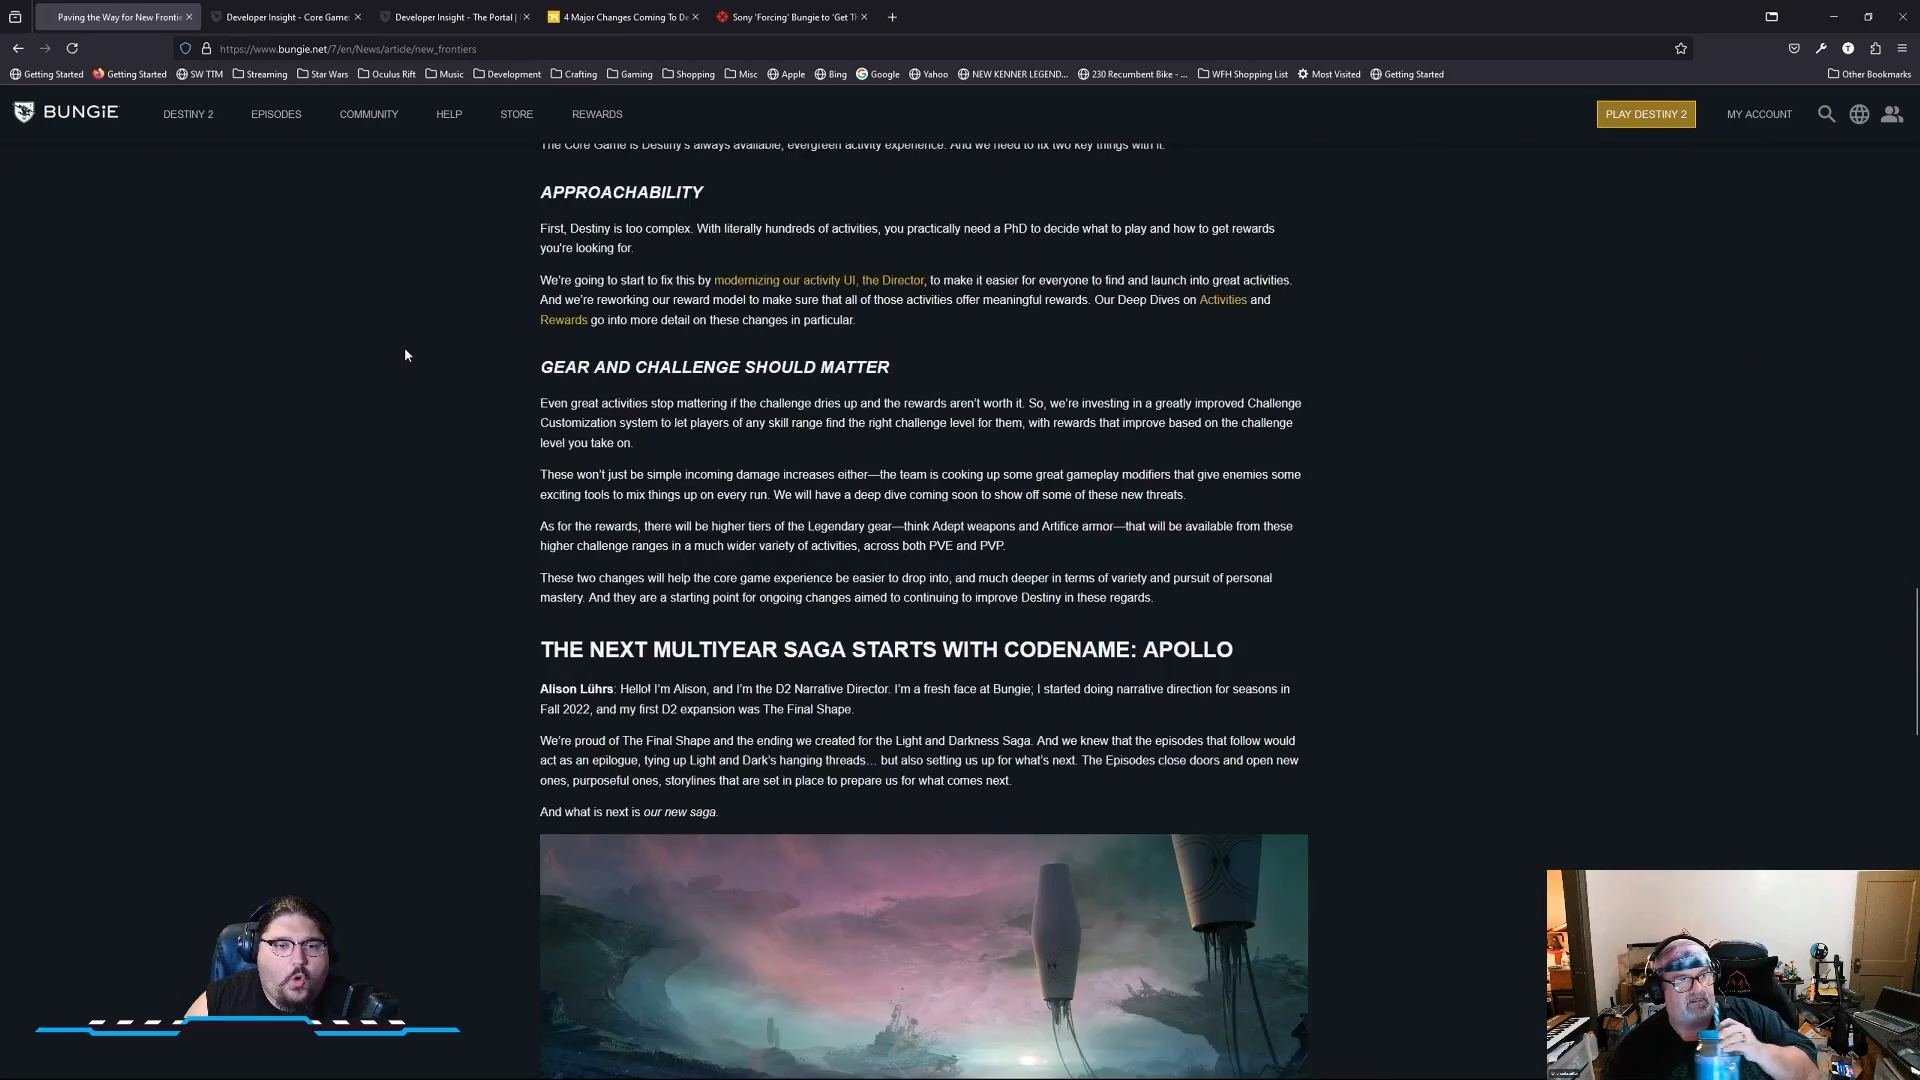 Paving the Way for New Frontie
Developer Insight - Core Game:
Developer Insight - The Portal |
4 Major Changes Coming To De
Sony 'Forcing' Bungie to 'Get Th
https://www.bungie.net/7/en/News/article/new_frontiers
Getting Started Getting Started SW TTM Streaming Star Wars Oculus Rift Music Development Crafting Gaming Shopping Misc Apple Bing Google Yahoo NEW KENNER LEGEND... 230 Recumbent Bike - ... WFH Shopping List Most Visited Getting Started Other Bookmarks
BUNGiE DESTINY 2 EPISODES COMMUNITY HELP STORE REWARDS PLAY DESTINY 2 MY ACCOUNT
The Core Game is Destiny's always available, evergreen activity experience. And we need to fix two key things with it.
APPROACHABILITY
First, Destiny is too complex. With literally hundreds of activities, you practically need a PhD to decide what to play and how to get rewards
you're looking for.
We're going to start to fix this by modernizing our activity UI, the Director, to make it easier for everyone to find and launch into great activities.
And we're reworking our reward model to make sure that all of those activities offer meaningful rewards. Our Deep Dives on Activities and
Rewards go into more detail on these changes in particular.
GEAR AND CHALLENGE SHOULD MATTER
Even great activities stop mattering if the challenge dries up and the rewards aren't worth it. So, we're investing in a greatly improved Challenge
Customization system to let players of any skill range find the right challenge level for them, with rewards that improve based on the challenge
level you take on.
These won't just be simple incoming damage increases either—the team is cooking up some great gameplay modifiers that give enemies some
exciting tools to mix things up on every run. We will have a deep dive coming soon to show off some of these new threats.
As for the rewards, there will be higher tiers of the Legendary gear—think Adept weapons and Artifice armor—that will be available from these
higher challenge ranges in a much wider variety of activities, across both PVE and PVP.
These two changes will help the core game experience be easier to drop into, and much deeper in terms of variety and pursuit of personal
mastery. And they are a starting point for ongoing changes aimed to continuing to improve Destiny in these regards.
THE NEXT MULTIYEAR SAGA STARTS WITH CODENAME: APOLLO
Alison Lührs: Hello! I'm Alison, and I'm the D2 Narrative Director. I'm a fresh face at Bungie; I started doing narrative direction for seasons in
Fall 2022, and my first D2 expansion was The Final Shape.
We're proud of The Final Shape and the ending we created for the Light and Darkness Saga. And we knew that the episodes that follow would
act as an epilogue, tying up Light and Dark's hanging threads… but also setting us up for what's next. The Episodes close doors and open new
ones, purposeful ones, storylines that are set in place to prepare us for what comes next.
And what is next is our new saga.